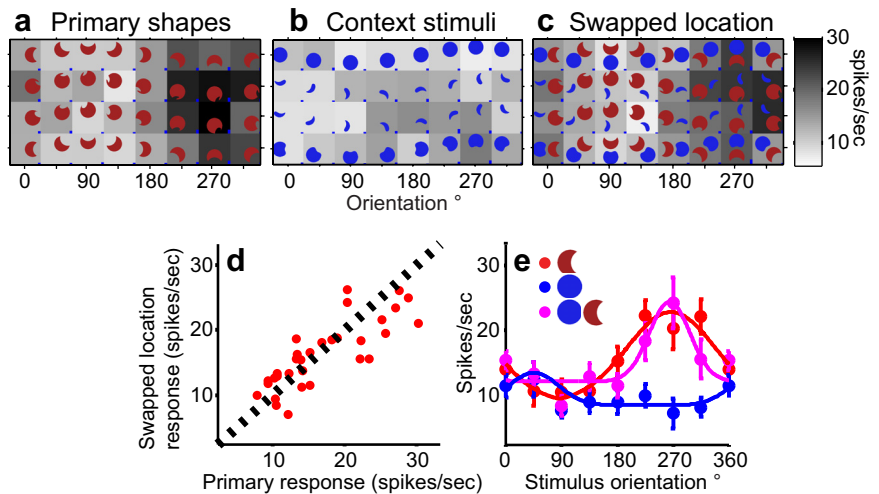 a Primary shapes
b Context stimuli
c Swapped location
0 90 180 270
0 90 180 270
0 90 180 270
Orientation °
30
20
10
spikes/sec
d
Swapped location
response (spikes/sec)
30
20
10
10 20 30
Primary response (spikes/sec)
e
Spikes/sec
30
20
10
0 90 180 270 360
Stimulus orientation °